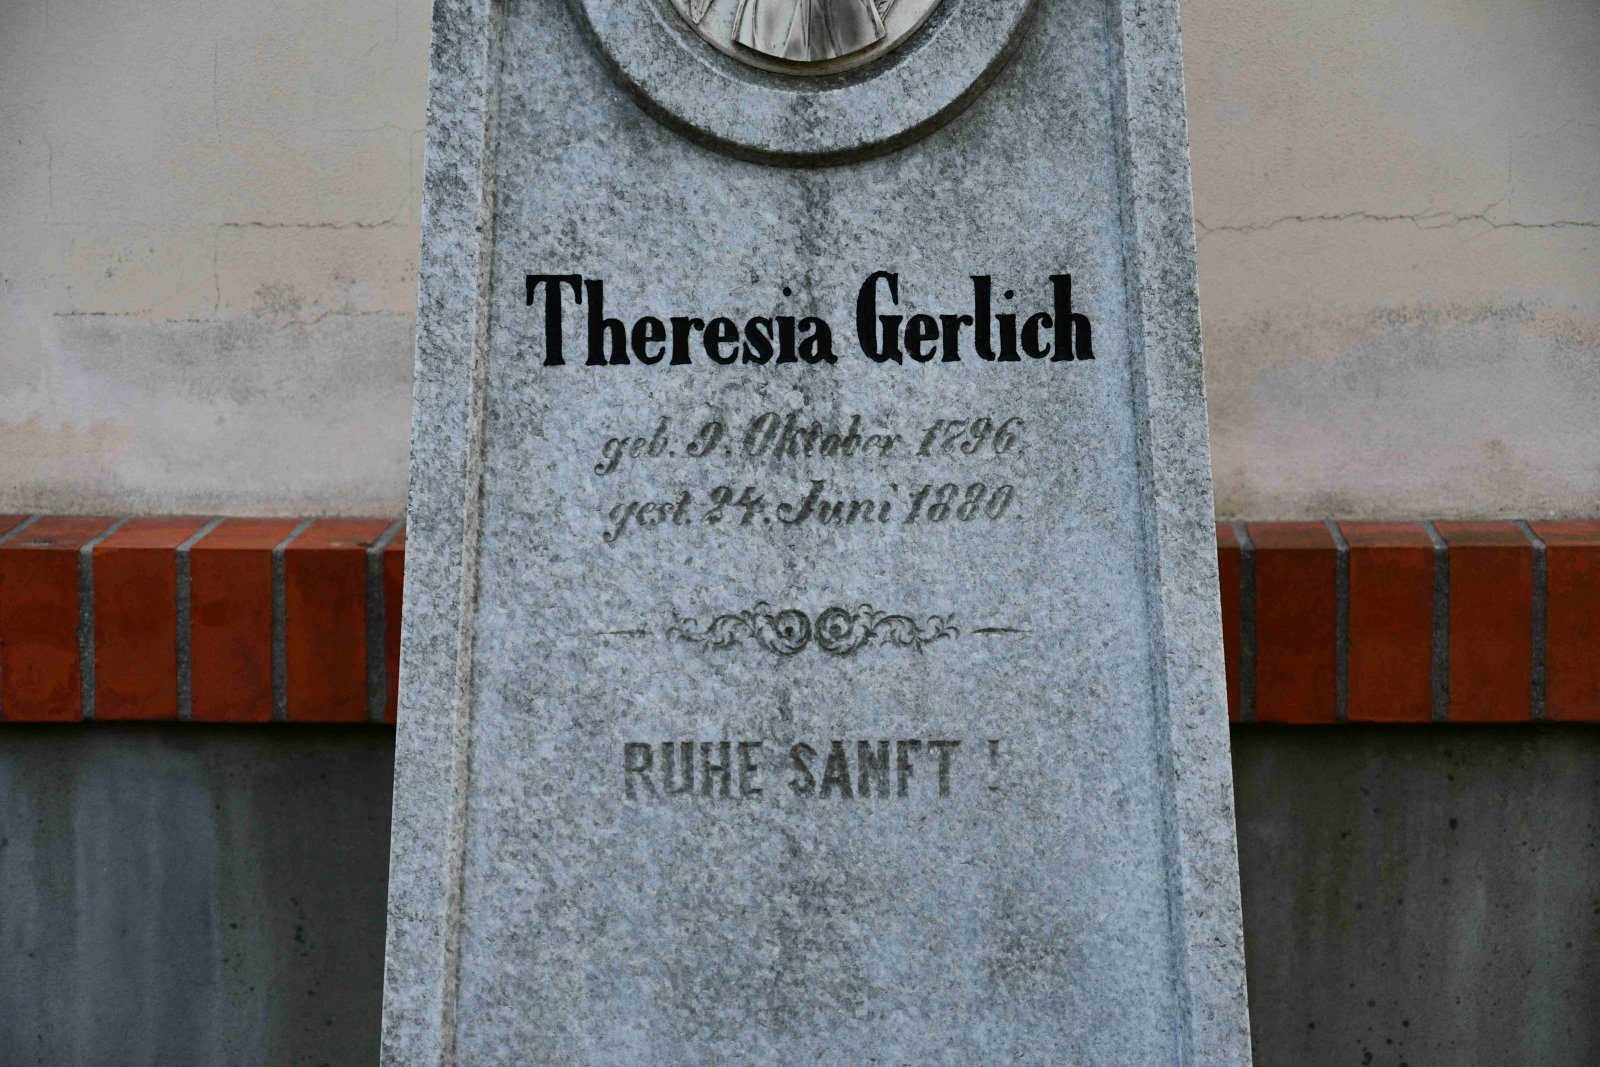 Theresia Gerlich
geb. 9. Oktober 1796.
gest. 24. Juni 1880.
RUHE SANFT !